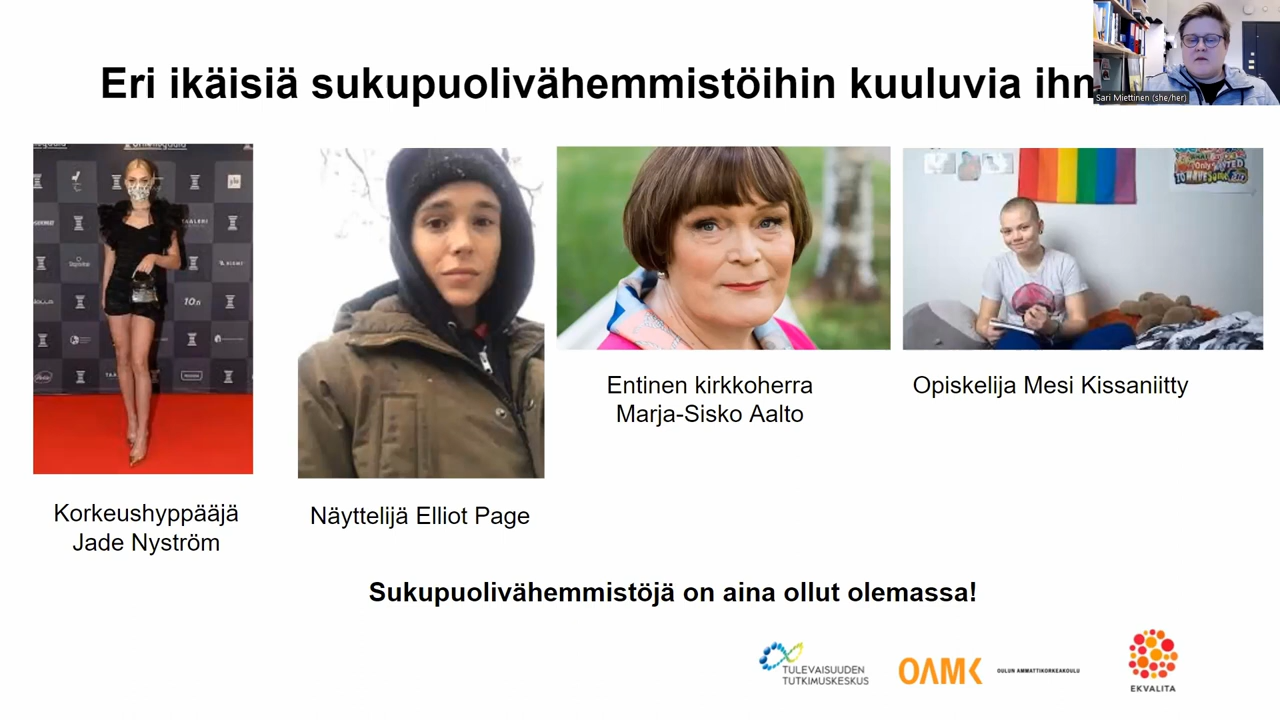 Eri ikäisiä sukupuolivähemmistöihin kuuluvia ihm
Sari Miettinen (she/her)
Korkeushyppääjä
Jade Nyström
Näyttelijä Elliot Page
Entinen kirkkoherra
Marja-Sisko Aalto
Opiskelija Mesi Kissaniitty
Sukupuolivähemmistöjä on aina ollut olemassa!
TULEVAISUUDEN
TUTKIMUSKESKUS
OAMK OULUN AMMATTIKORKEAKOULU
EKVALITA